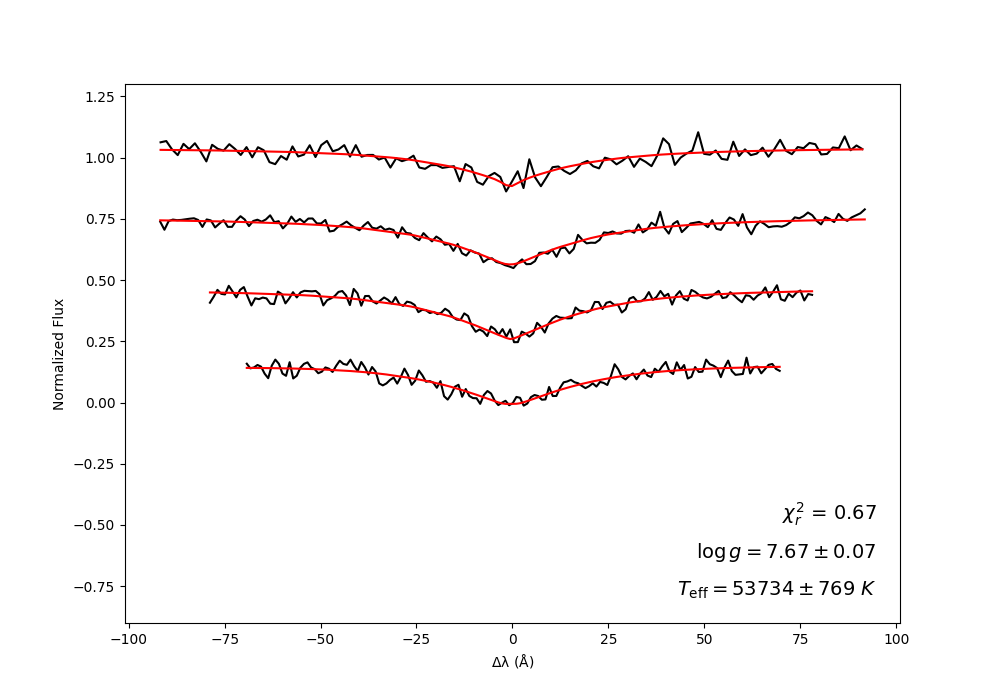 1.25
1.00
0.75
0.50
0.25
0.00
−0.25
−0.50
−0.75
Normalized Flux
χ²ᵣ = 0.67
log g = 7.67 ± 0.07
T_eff = 53734 ± 769 K
−100 −75 −50 −25 0 25 50 75 100
Δλ (Å)